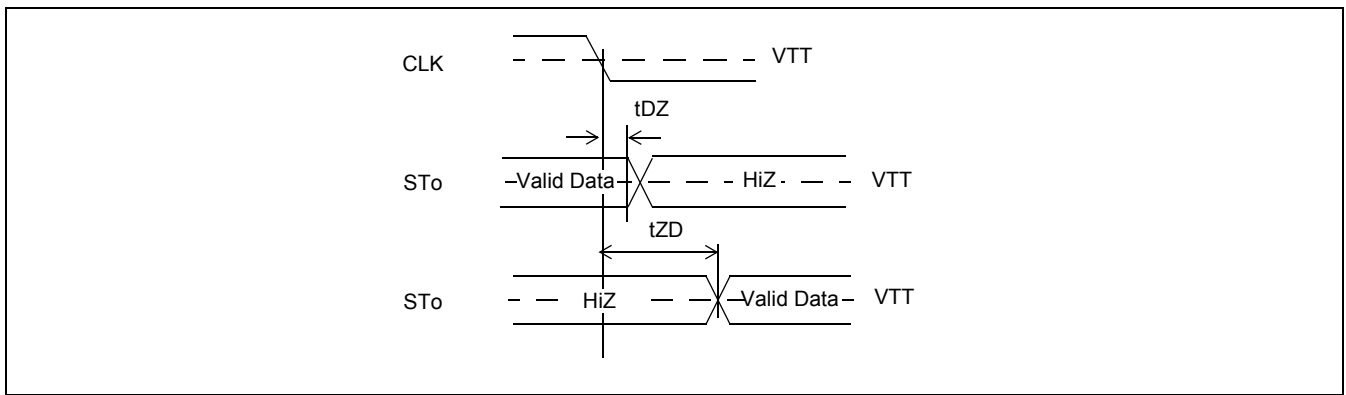 CLK VTT
tDZ
STo Valid Data HiZ VTT
tZD
STo HiZ Valid Data VTT